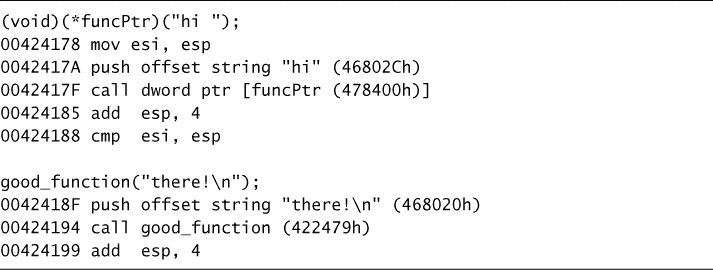 (void)(*funcPtr)("hi ");
00424178 mov esi, esp
0042417A push offset string "hi" (46802Ch)
0042417F call dword ptr [funcPtr (478400h)]
00424185 add esp, 4
00424188 cmp esi, esp
good_function("there!\n");
0042418F push offset string "there!\n" (468020h)
00424194 call good_function (422479h)
00424199 add esp, 4